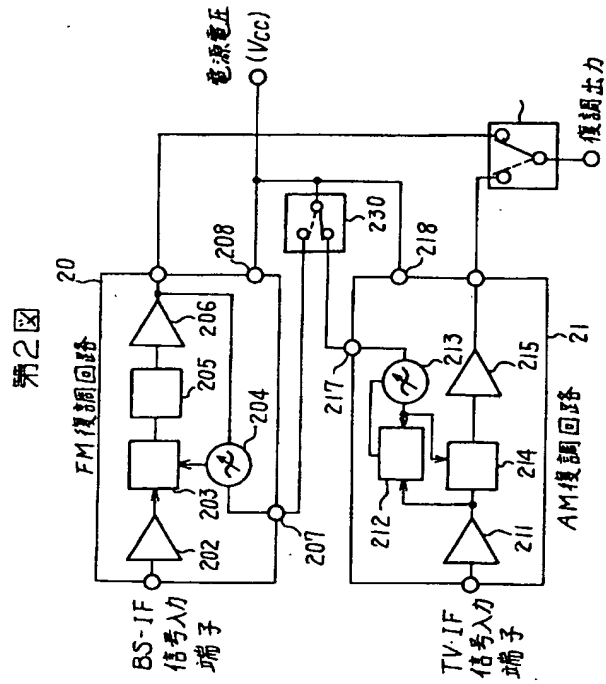 第2図
電源電圧
(Vcc)
20
FM復調回路
206
208
205
204
203
202
207
BS-IF
信号入力
端子
230
218
217
213
215
21
212
214
211
AM復調回路
TV・IF
信号入力
端子
復調出力